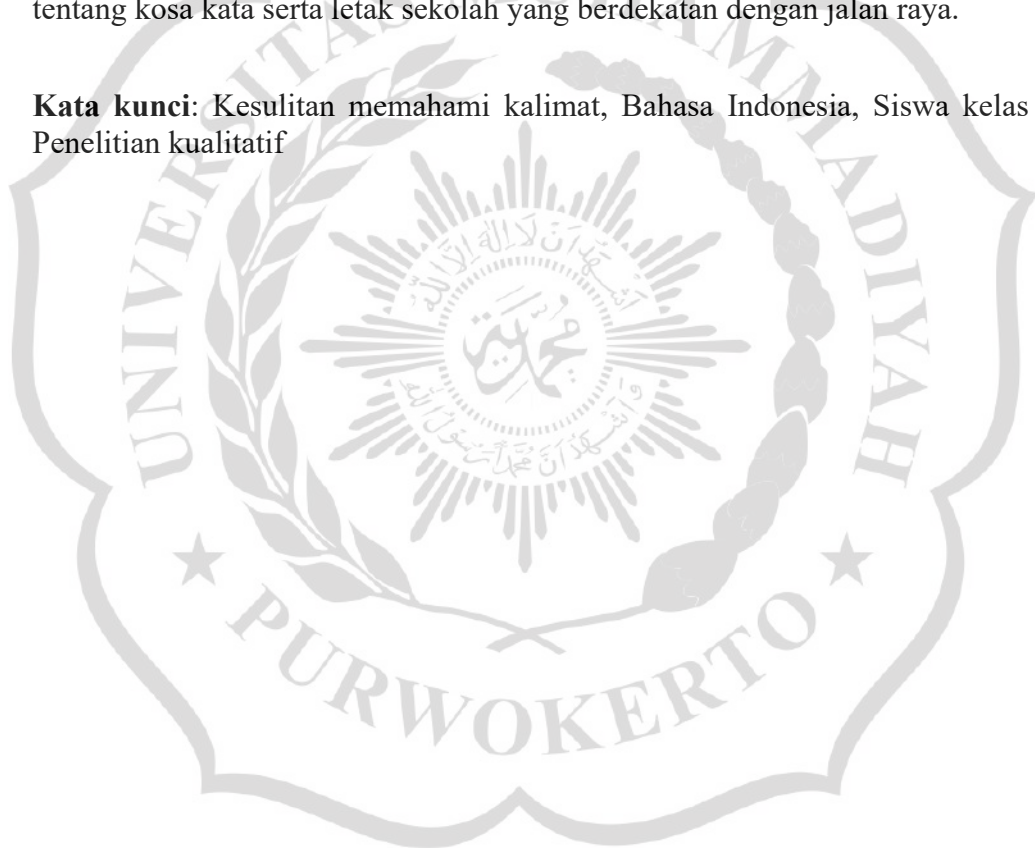 tentang kosa kata serta letak sekolah yang berdekatan dengan jalan raya.
Kata kunci: Kesulitan memahami kalimat, Bahasa Indonesia, Siswa kelas
Penelitian kualitatif
UNIVERSITAS MUHAMMADIYAH
PURWOKERTO